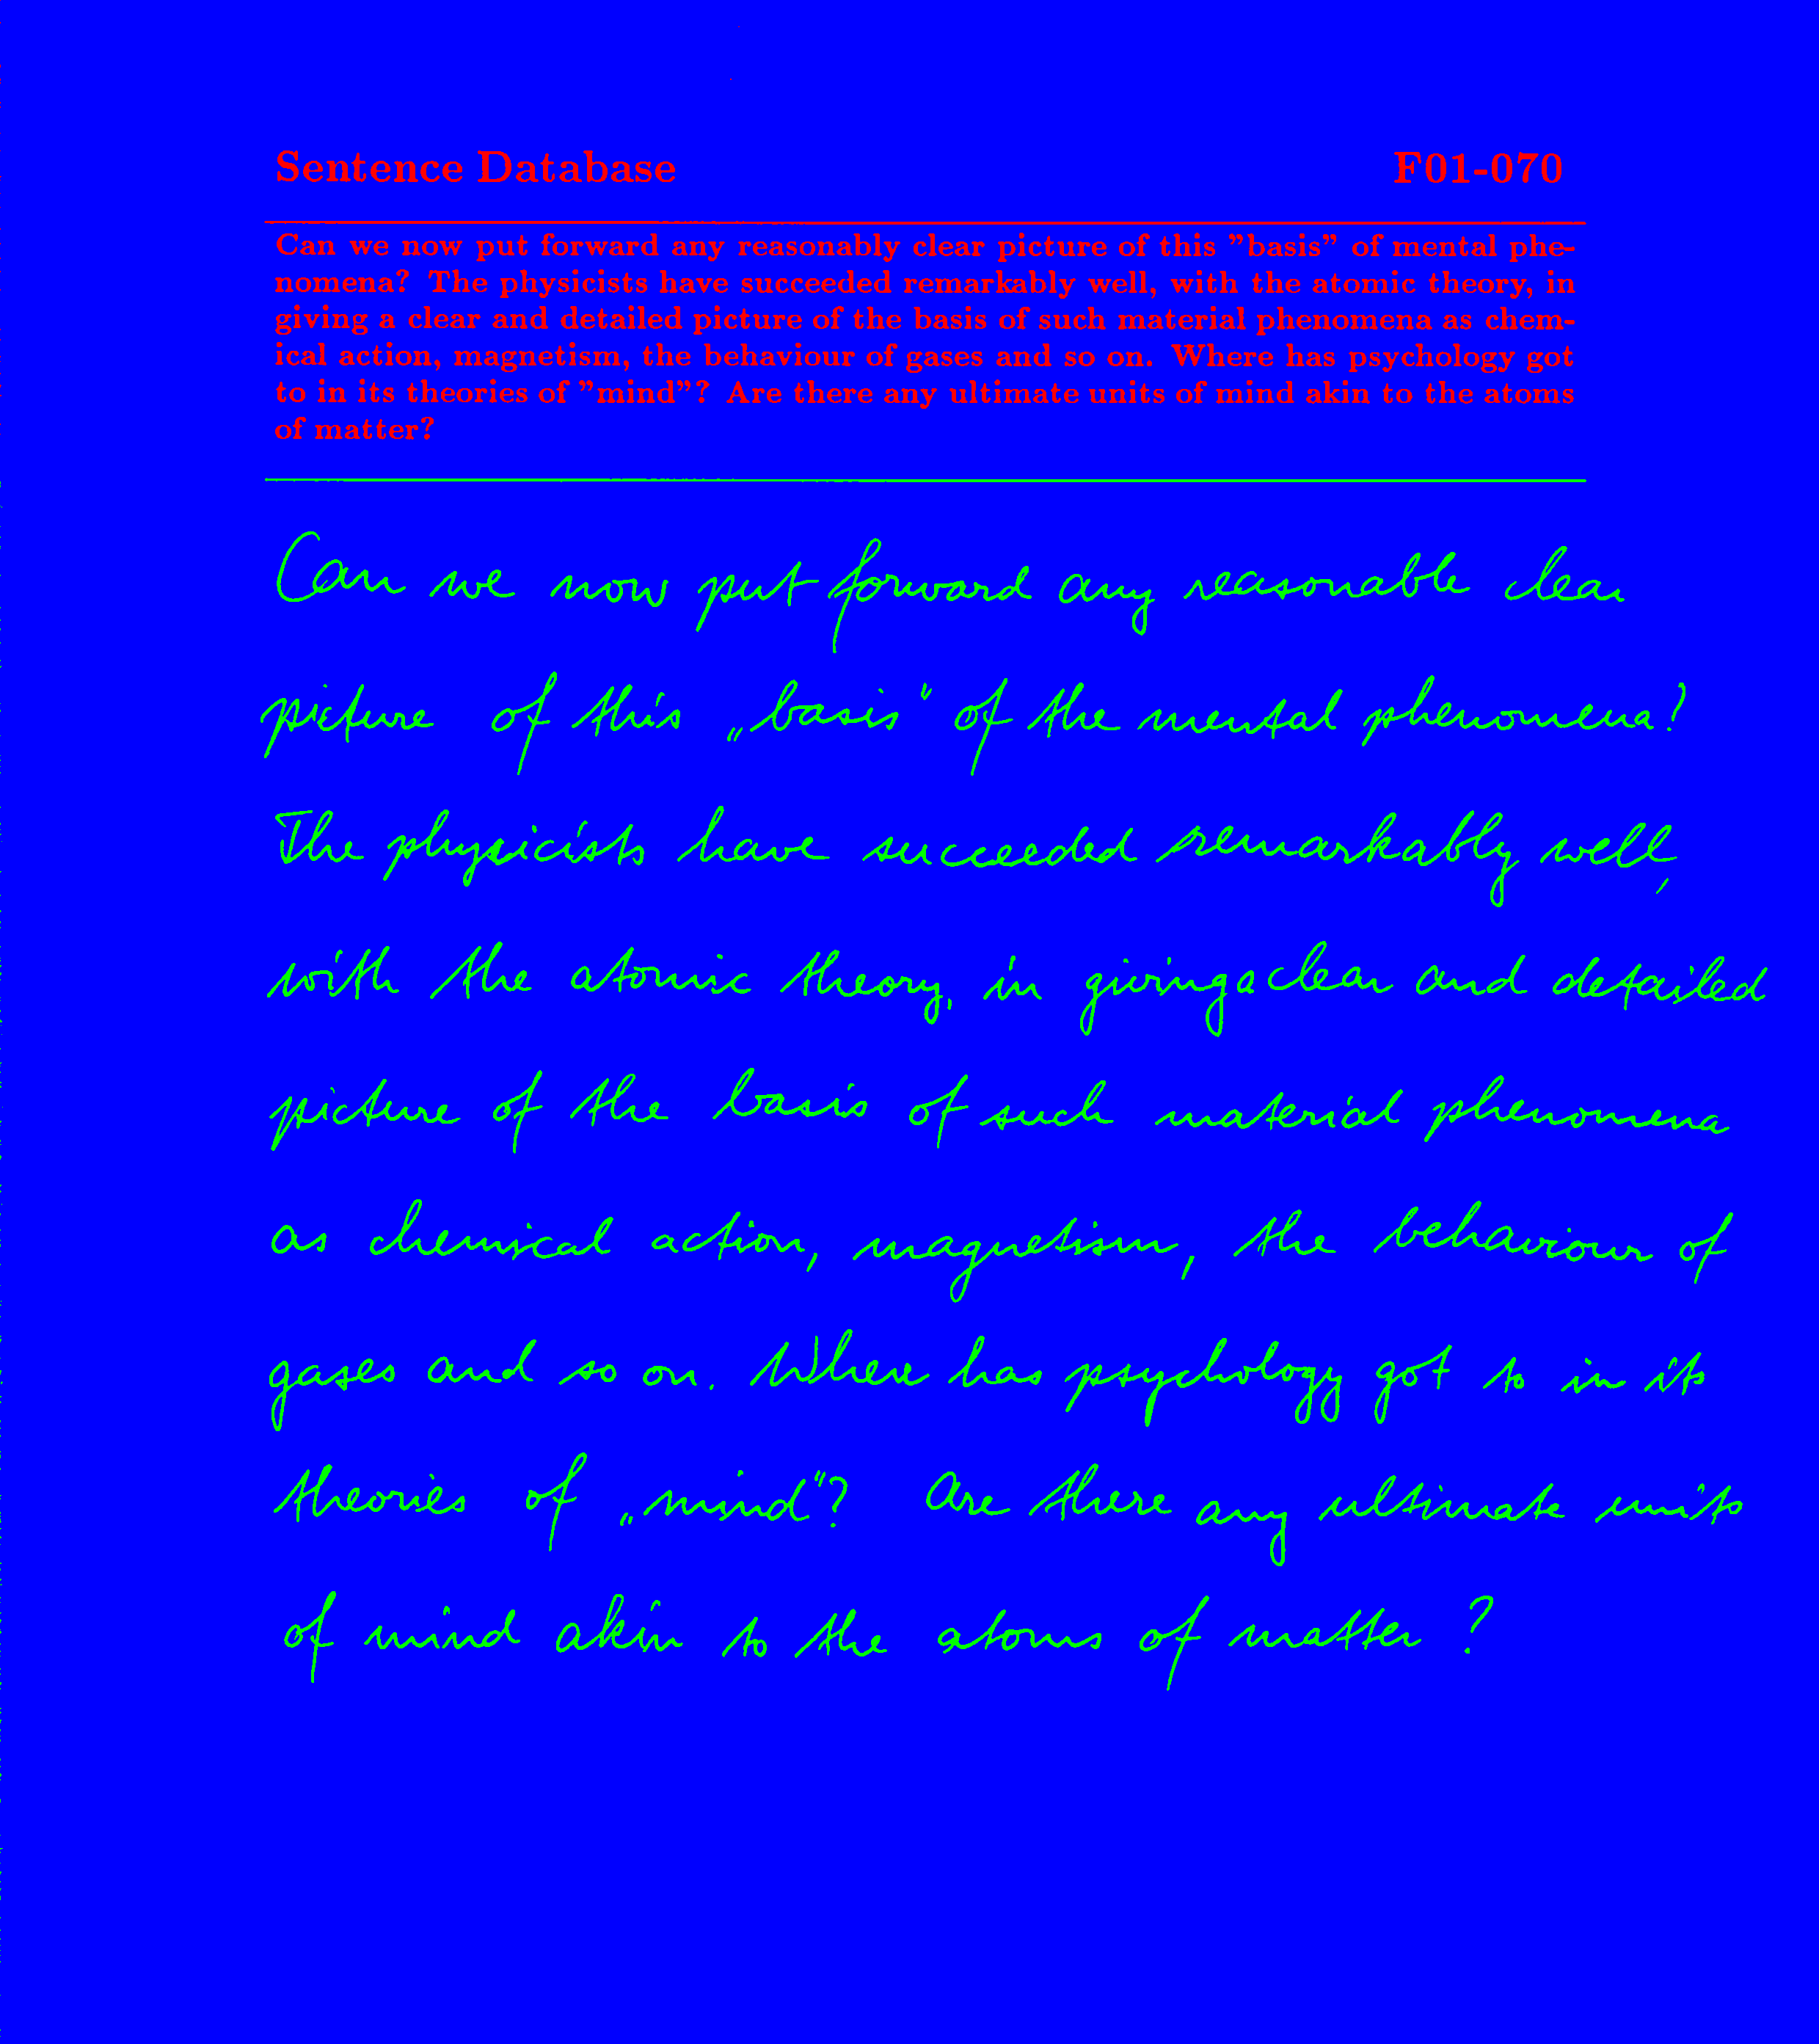 Sentence Database F01-070
Can we now put forward any reasonably clear picture of this "basis" of mental phe-
nomena? The physicists have succeeded remarkably well, with the atomic theory, in
giving a clear and detailed picture of the basis of such material phenomena as chem-
ical action, magnetism, the behaviour of gases and so on. Where has psychology got
to in its theories of "mind"? Are there any ultimate units of mind akin to the atoms
of matter?
Can we now put forward any reasonable clear
picture of this „basis“ of the mental phenomena?
The physicists have succeeded remarkably well,
with the atomic theory, in giving a clear and detailed
picture of the basis of such material phenomena
as chemical action, magnetism, the behaviour of
gases and so on. Where has psychology got to in its
theories of „mind“? Are there any ultimate units
of mind akin to the atoms of matter?